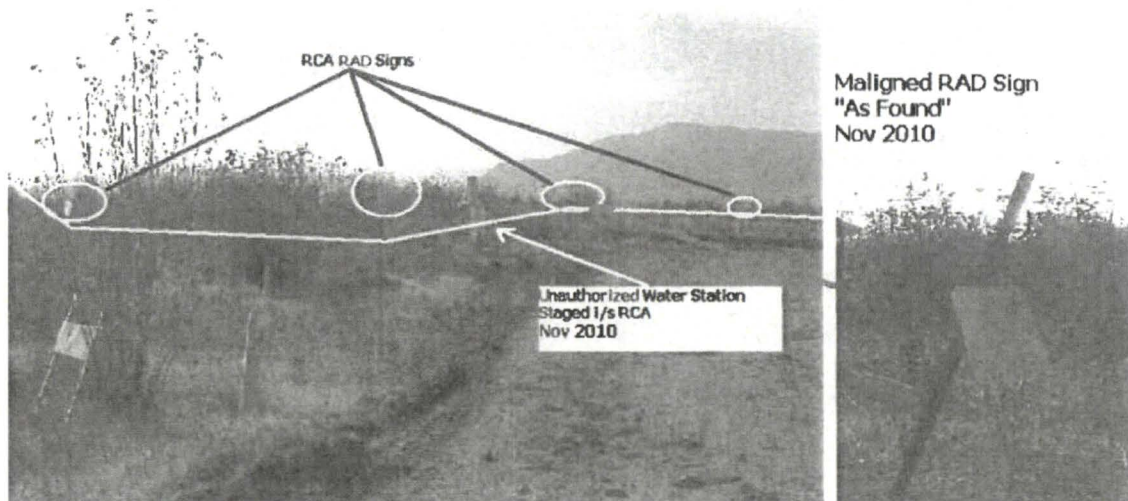 RCA RAD Signs
Unauthorized Water Station
Staged i/s RCA
Nov 2010
Maligned RAD Sign
"As Found"
Nov 2010